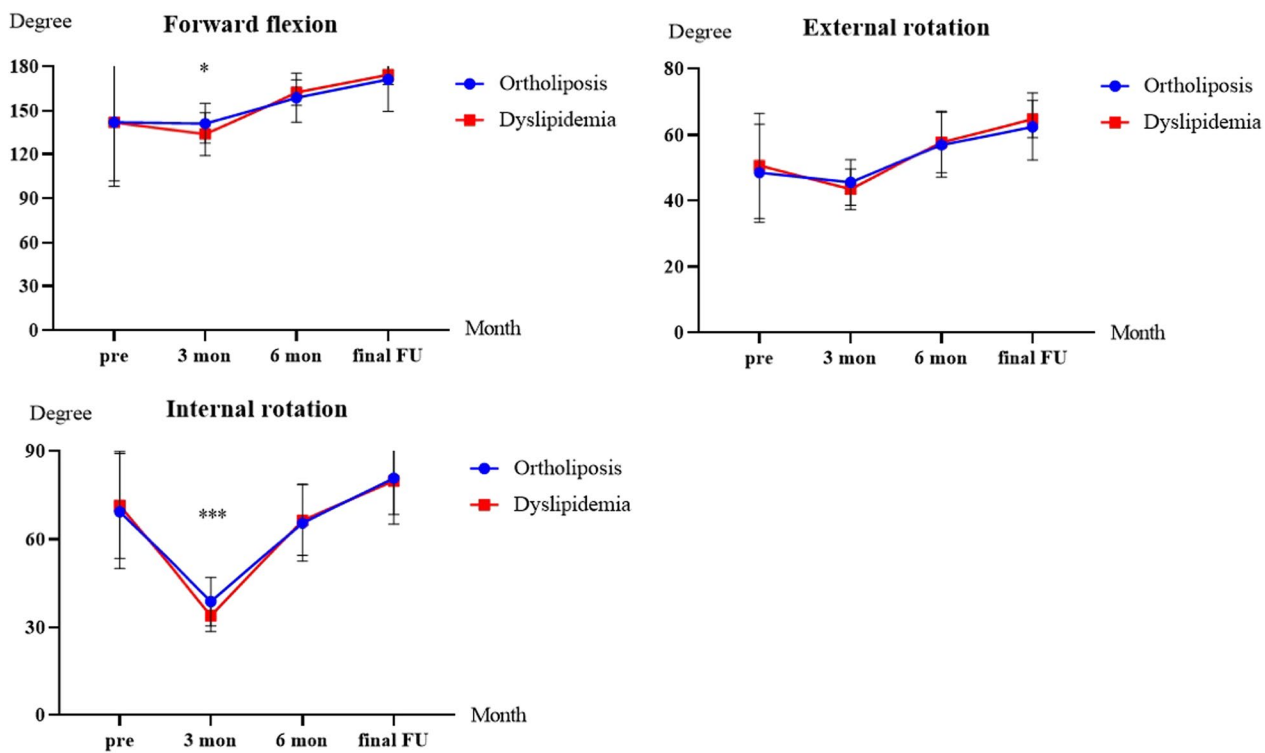 Degree
Forward flexion
*
180
150
120
90
60
30
0
pre 3 mon 6 mon final FU
Month
Ortholiposis
Dyslipidemia
Degree
External rotation
80
60
40
20
0
pre 3 mon 6 mon final FU
Month
Ortholiposis
Dyslipidemia
Degree
Internal rotation
***
90
60
30
0
pre 3 mon 6 mon final FU
Month
Ortholiposis
Dyslipidemia